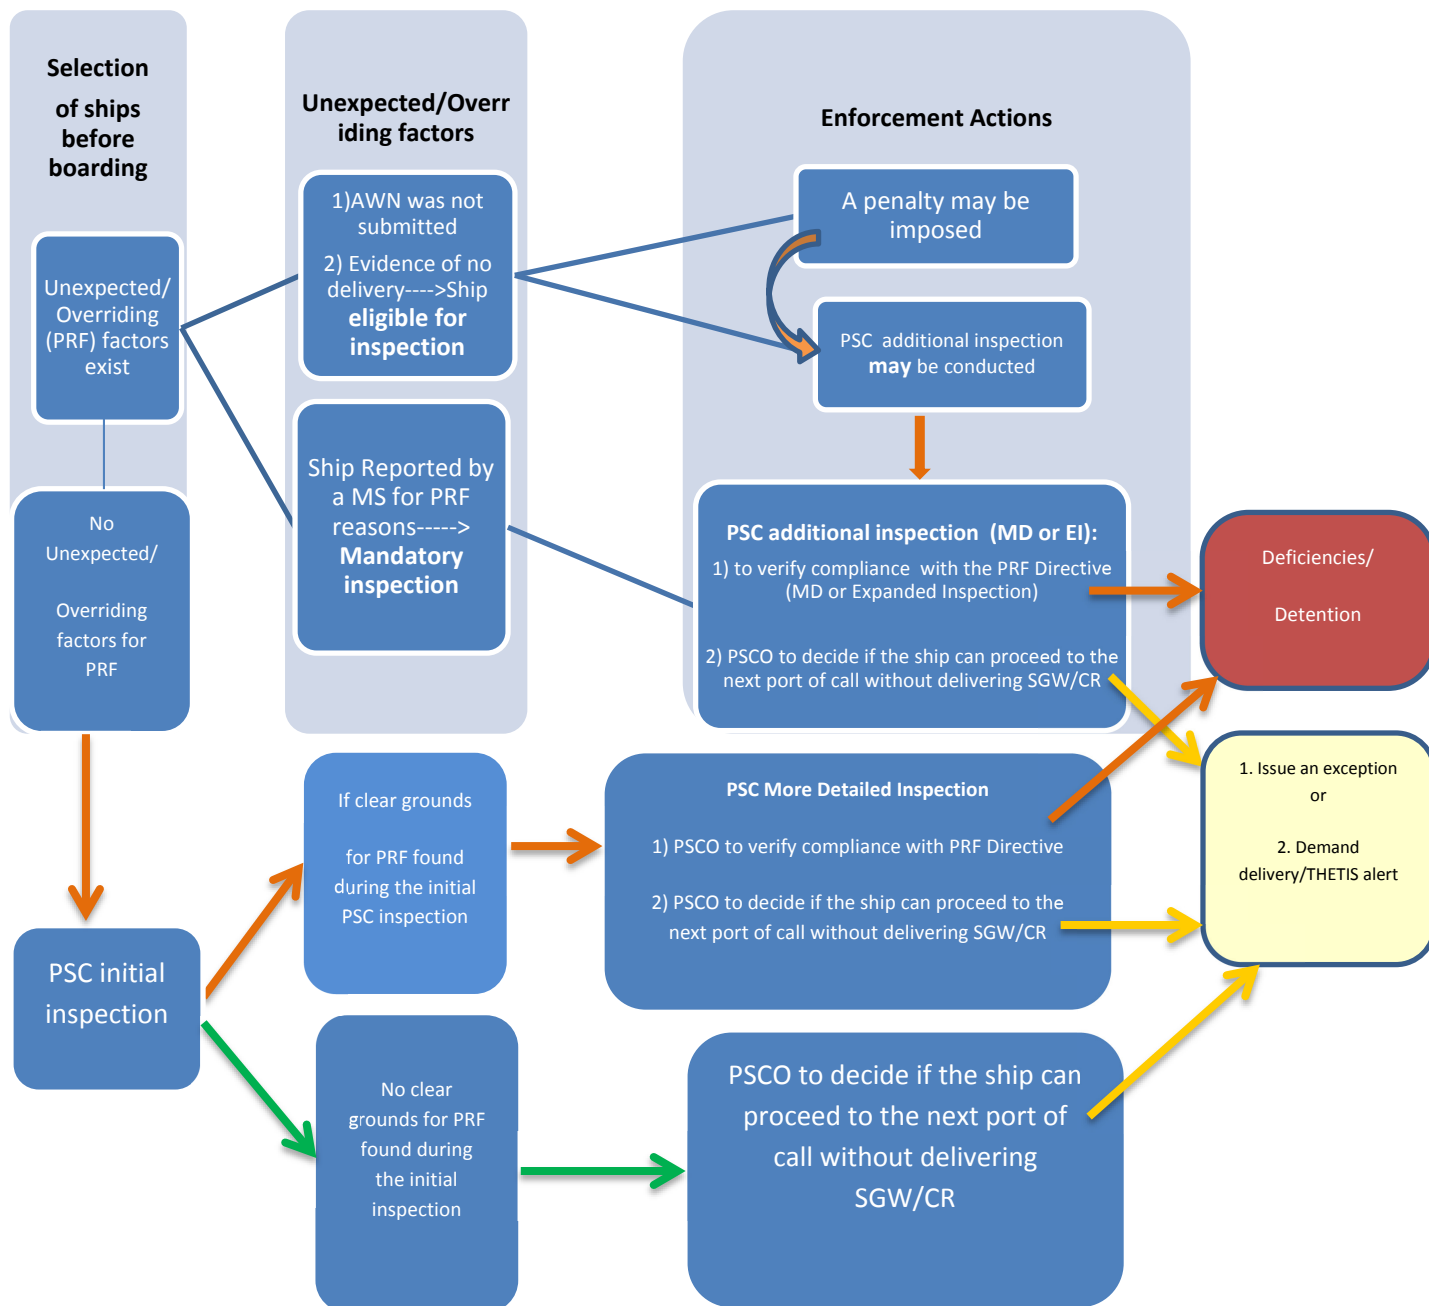 Selection
of ships
before
boarding
Unexpected/
Overriding
(PRF) factors
exist
No
Unexpected/
Overriding
factors for
PRF
PSC initial
inspection
Unexpected/Overr
iding factors
1)AWN was not
submitted
2) Evidence of no
delivery---->Ship
eligible for
inspection
Ship Reported by
a MS for PRF
reasons----->
Mandatory
inspection
If clear grounds
for PRF found
during the initial
PSC inspection
No clear
grounds for PRF
found during
the initial
inspection
Enforcement Actions
A penalty may be
imposed
PSC additional inspection
may be conducted
PSC additional inspection (MD or EI):
1) to verify compliance with the PRF Directive
(MD or Expanded Inspection)
2) PSCO to decide if the ship can proceed to the
next port of call without delivering SGW/CR
PSC More Detailed Inspection
1) PSCO to verify compliance with PRF Directive
2) PSCO to decide if the ship can proceed to the
next port of call without delivering SGW/CR
PSCO to decide if the ship can
proceed to the next port of
call without delivering
SGW/CR
Deficiencies/
Detention
1. Issue an exception
or
2. Demand
delivery/THETIS alert